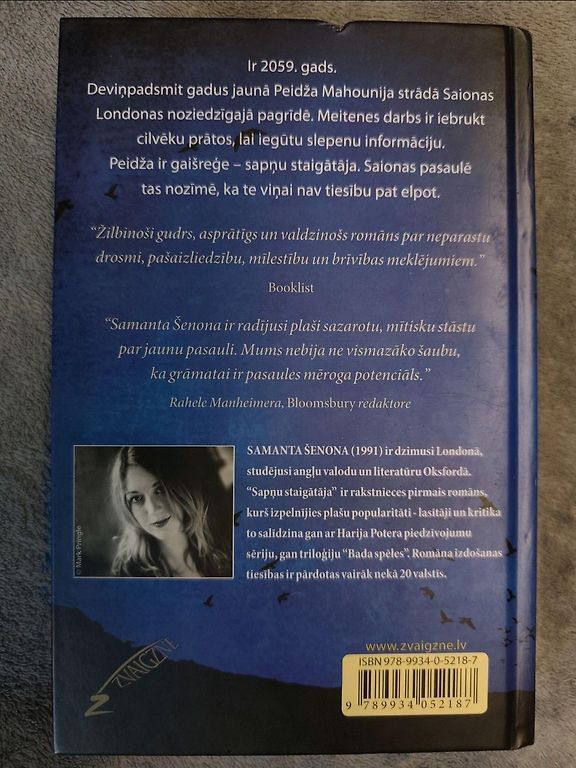 Ir 2059. gads.
Deviņpadsmit gadus jaunā Peidža Mahounija strādā Saionas
Londonas noziedzīgajā pagrīdē. Meitenes darbs ir iebrukt
cilvēku prātos, lai iegūtu slepenu informāciju.
Peidža ir gaišreģe – sapņu staigātāja. Saionas pasaulē
tas nozīmē, ka te viņai nav tiesību pat elpot.
“Žilbinoši gudrs, asprātīgs un valdzinošs romāns par neparastu
drosmi, pašaizliedzību, mīlestību un brīvības meklējumiem.”
Booklist
“Samanta Šenona ir radījusi plaši sazarotu, mītisku stāstu
par jaunu pasauli. Mums nebija ne vismazāko šaubu,
ka grāmatai ir pasaules mēroga potenciāls.”
Rahele Manheimera, Bloomsbury redaktore
SAMANTA ŠENONA (1991) ir dzimusi Londonā,
studējusi angļu valodu un literatūru Oksfordā.
“Sapņu staigātāja” ir rakstnieces pirmais romāns,
kurš izpelnījies plašu popularitāti - lasītāji un kritika
to salīdzina gan ar Harija Potera piedzīvojumu
sēriju, gan triloģiju “Bada spēles”. Romāna izdošanas
tiesības ir pārdotas vairāk nekā 20 valstīs.
© Mark Pringle
Z ZVAIGZNE
www.zvaigzne.lv
ISBN 978-9934-0-5218-7
9 789934 052187